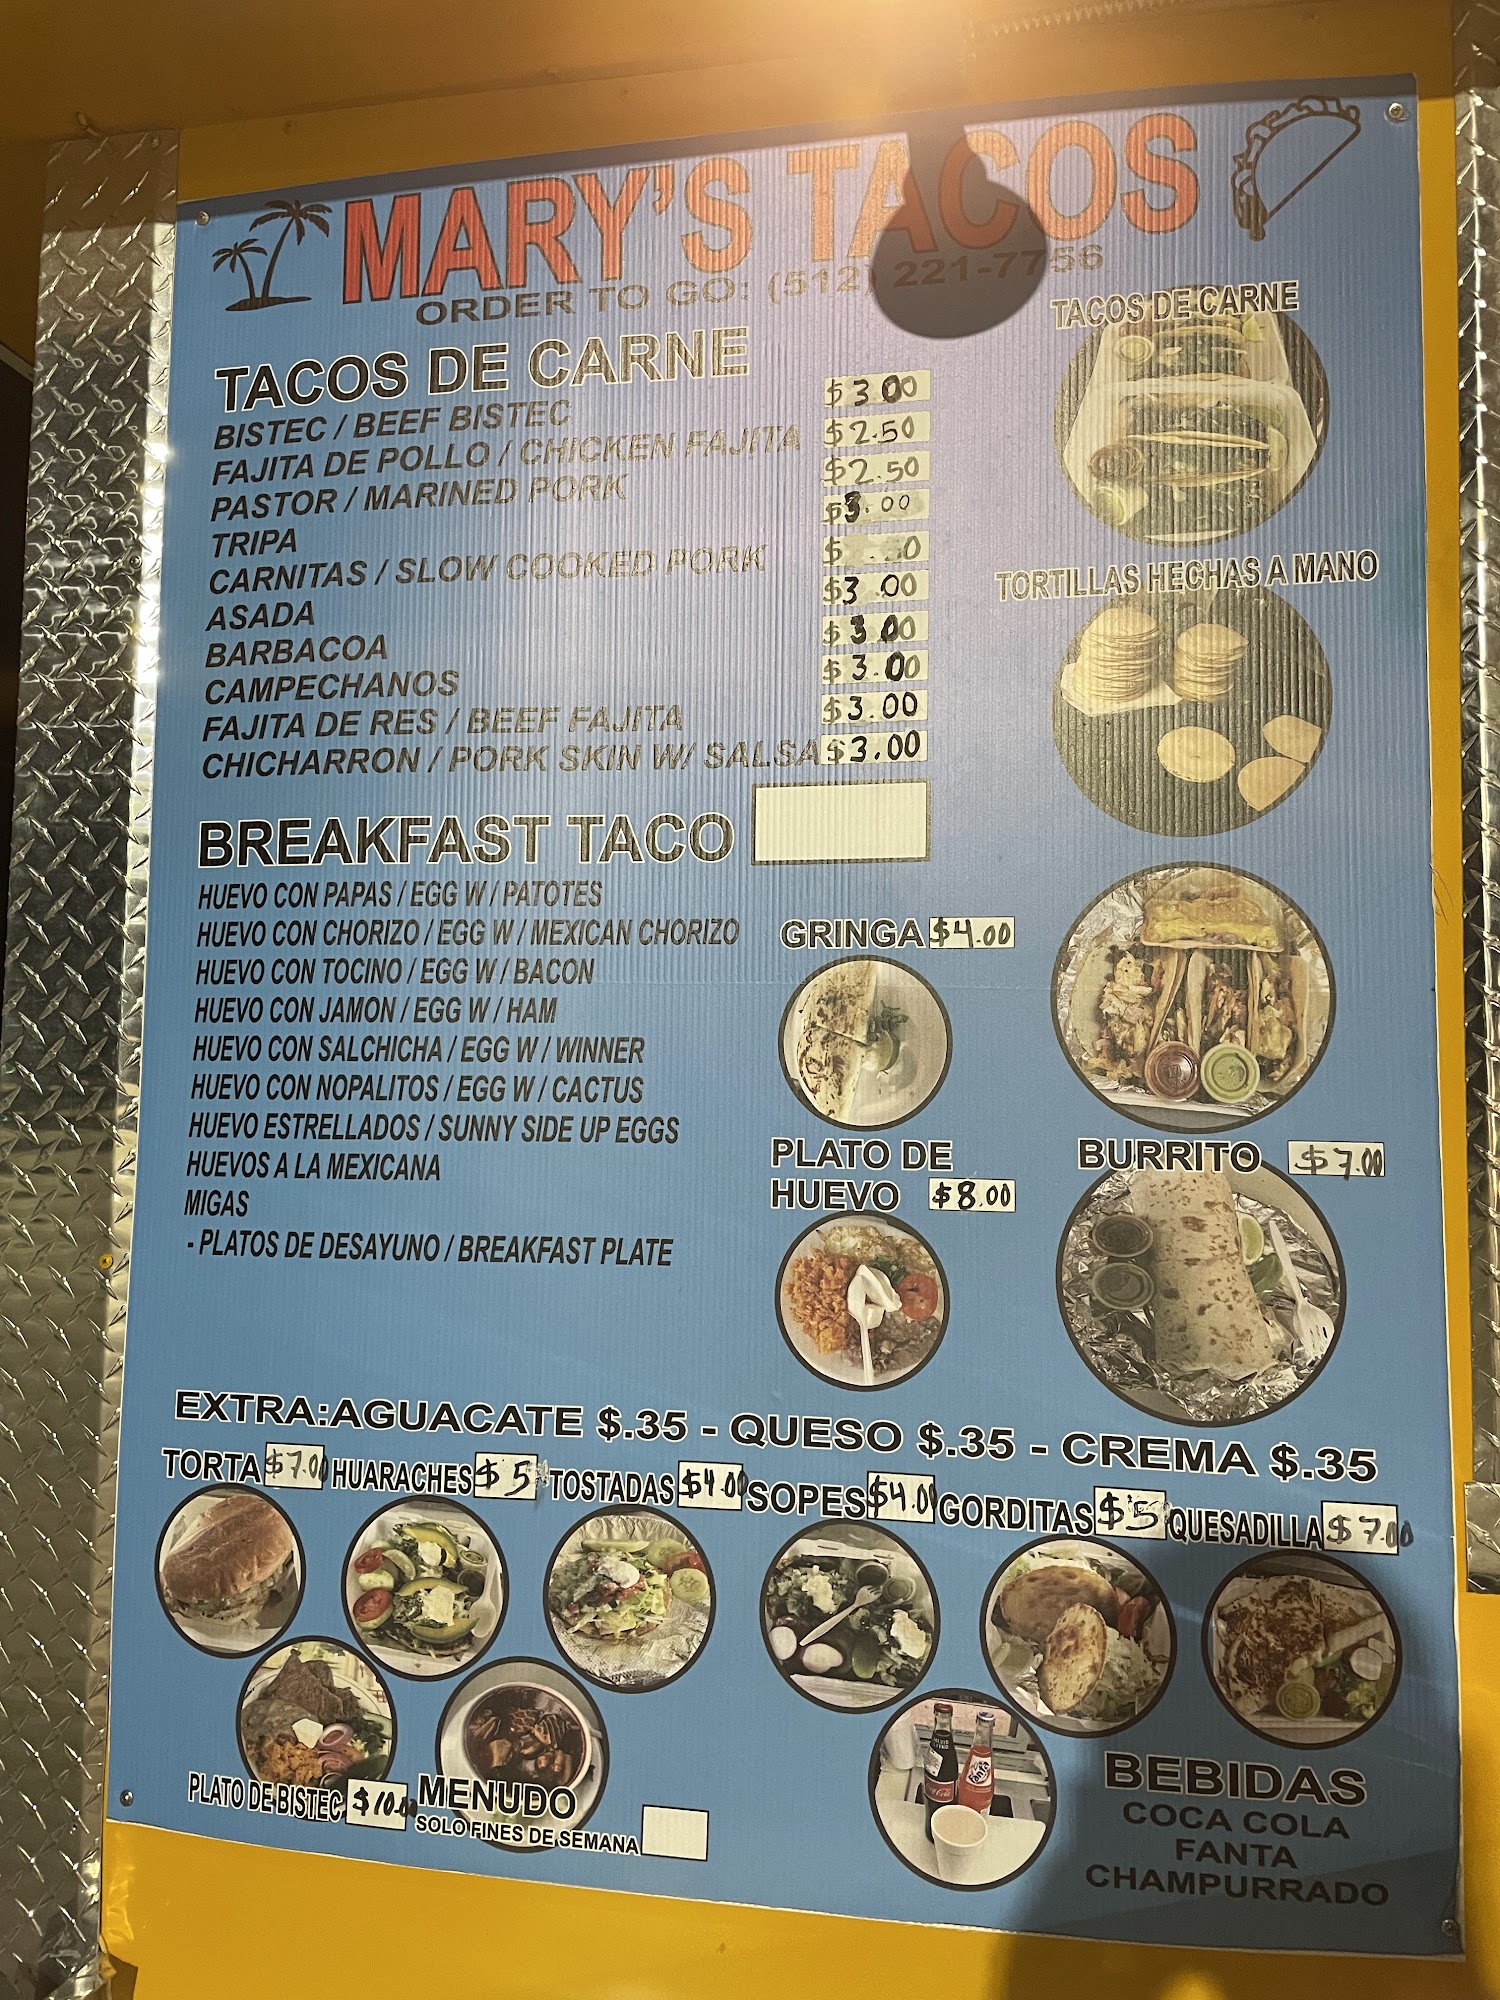 MARY'S TACOS
ORDER TO GO: (512) 221-7756
TACOS DE CARNE
BISTEC / BEEF BISTEC $3.00
FAJITA DE POLLO / CHICKEN FAJITA $2.50
PASTOR / MARINED PORK $2.50
TRIPA $3.00
CARNITAS / SLOW COOKED PORK $
ASADA $3.00
BARBACOA $3.00
CAMPECHANOS $3.00
FAJITA DE RES / BEEF FAJITA $3.00
CHICHARRON / PORK SKIN W/ SALSA $3.00
TACOS DE CARNE
TORTILLAS HECHAS A MANO
BREAKFAST TACO
HUEVO CON PAPAS / EGG W / PATOTES
HUEVO CON CHORIZO / EGG W / MEXICAN CHORIZO
HUEVO CON TOCINO / EGG W / BACON
HUEVO CON JAMON / EGG W / HAM
HUEVO CON SALCHICHA / EGG W / WINNER
HUEVO CON NOPALITOS / EGG W / CACTUS
HUEVO ESTRELLADOS / SUNNY SIDE UP EGGS
HUEVOS A LA MEXICANA
MIGAS
- PLATOS DE DESAYUNO / BREAKFAST PLATE
GRINGA $4.00
PLATO DE
HUEVO $8.00
BURRITO $7.00
EXTRA:AGUACATE $.35 - QUESO $.35 - CREMA $.35
TORTA $7.00 HUARACHES $5 TOSTADAS $4.00 SOPES $4.00 GORDITAS $5 QUESADILLA $7.00
PLATO DE BISTEC $10.00
MENUDO
SOLO FINES DE SEMANA
Coca-Cola
Fanta
BEBIDAS
COCA COLA
FANTA
CHAMPURRADO